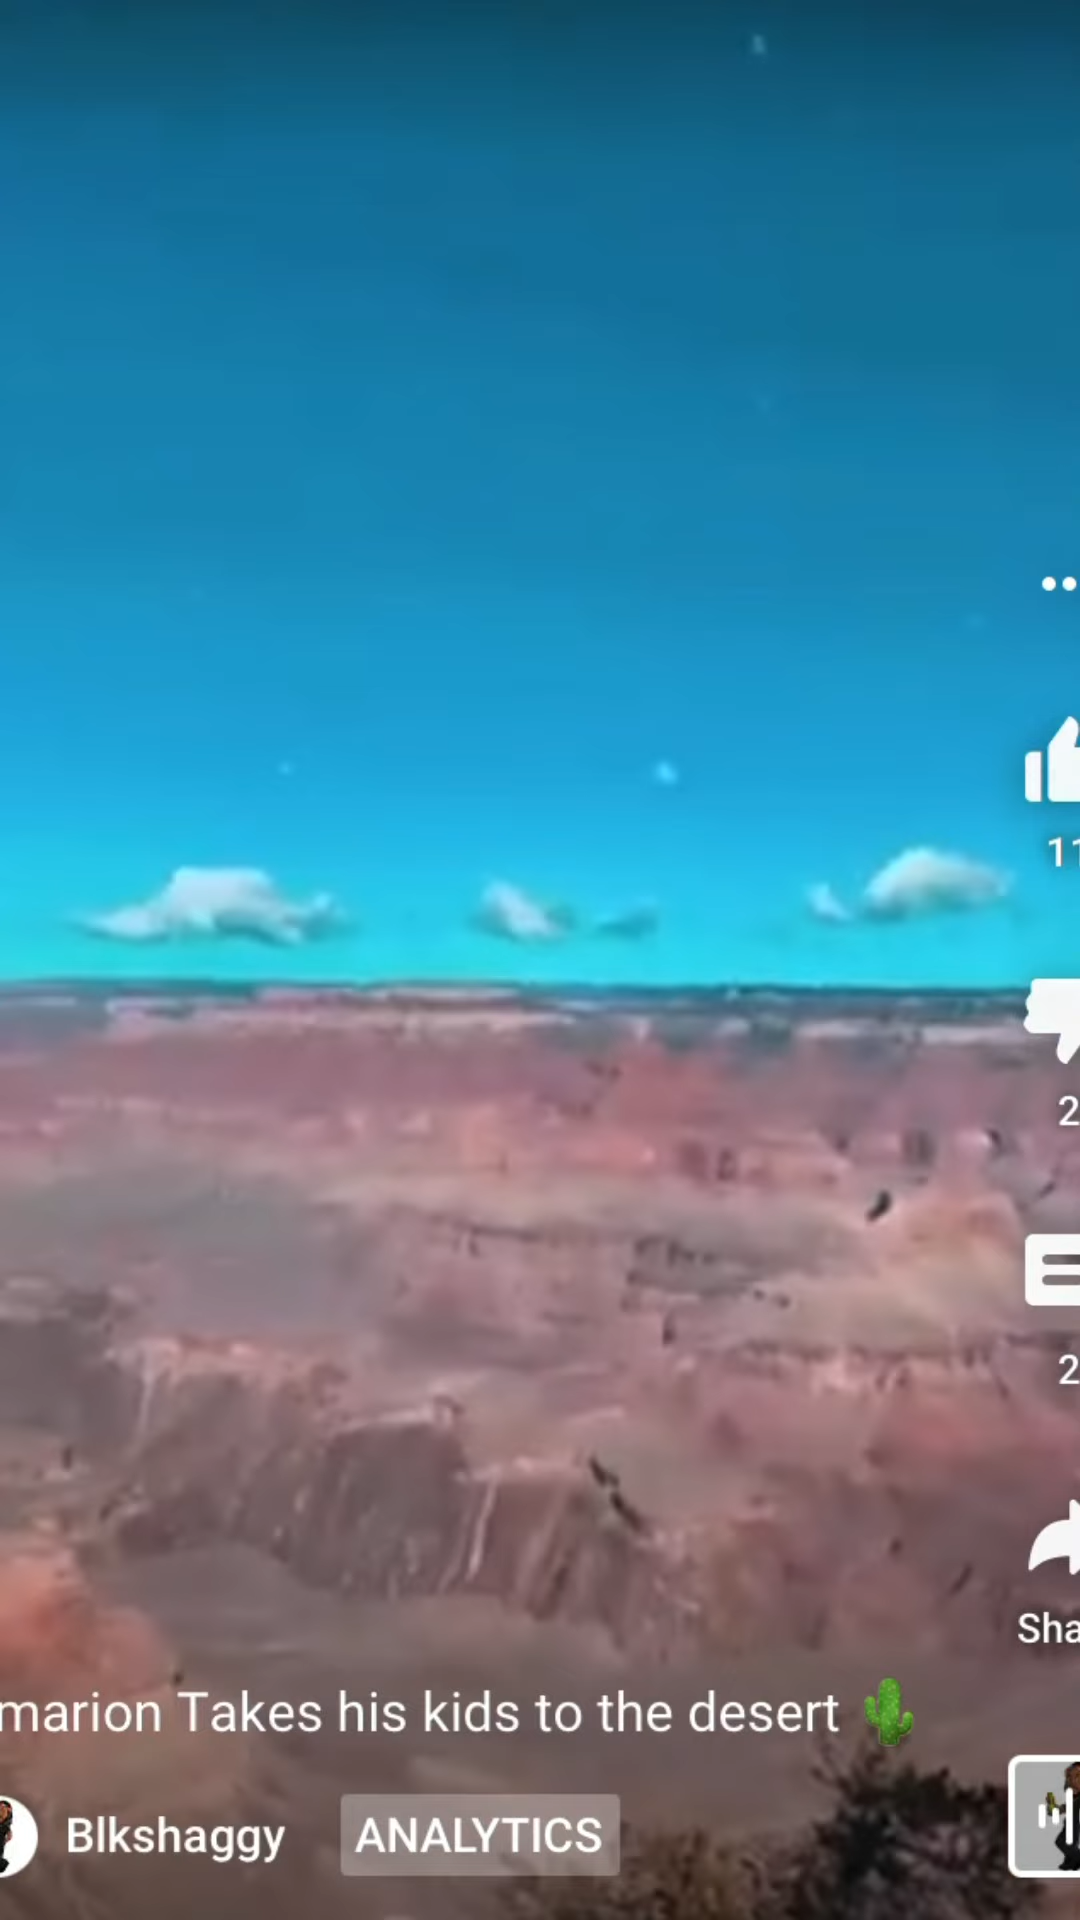 11
2
2
Sha
marion Takes his kids to the desert 🌵
Blkshaggy ANALYTICS